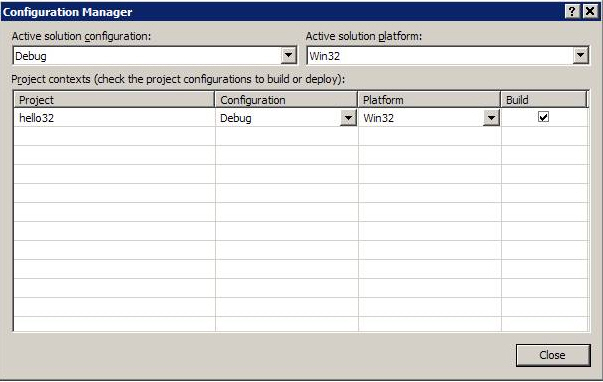 Configuration Manager
Active solution configuration: Active solution platform:
Debug Win32
Project contexts (check the project configurations to build or deploy):
Project Configuration Platform Build
hello32 Debug Win32
Close